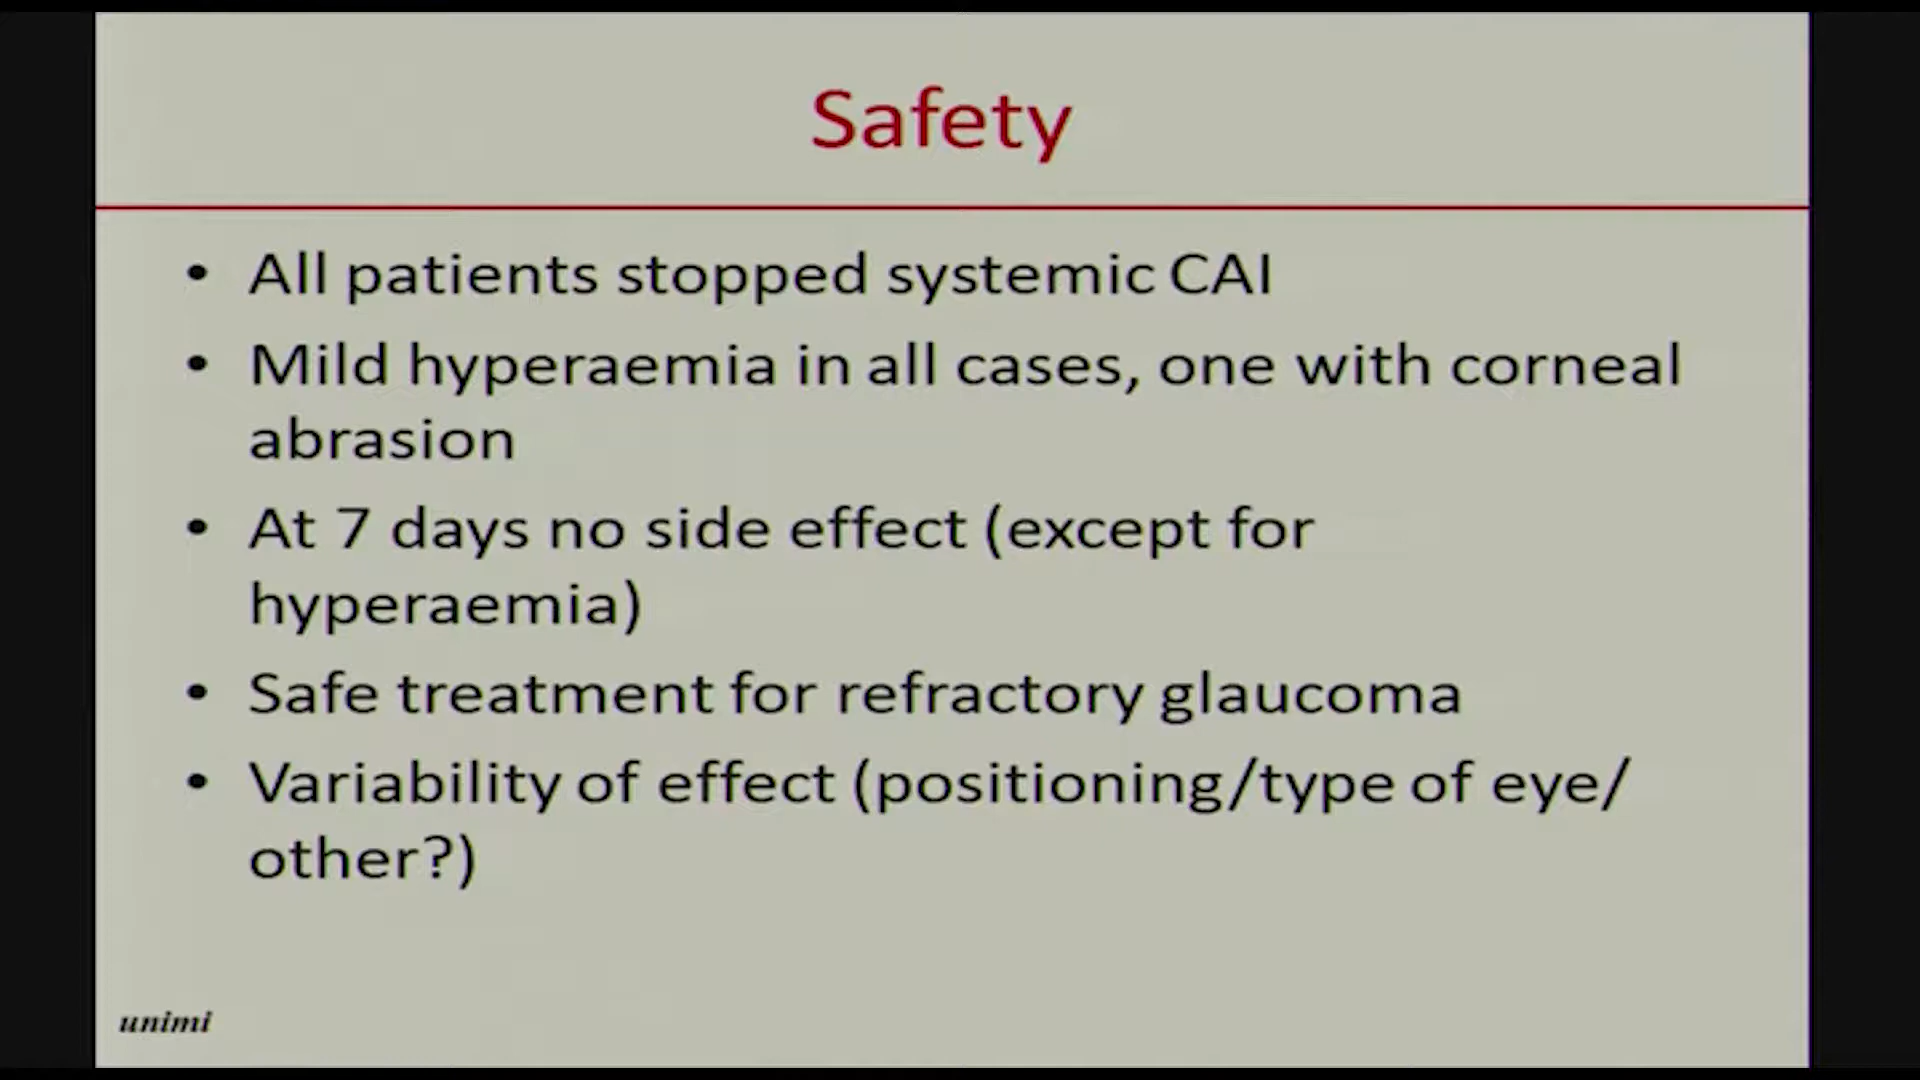 Safety
• All patients stopped systemic CAI
• Mild hyperaemia in all cases, one with corneal
abrasion
• At 7 days no side effect (except for
hyperaemia)
• Safe treatment for refractory glaucoma
• Variability of effect (positioning/type of eye/
other?)
unimi